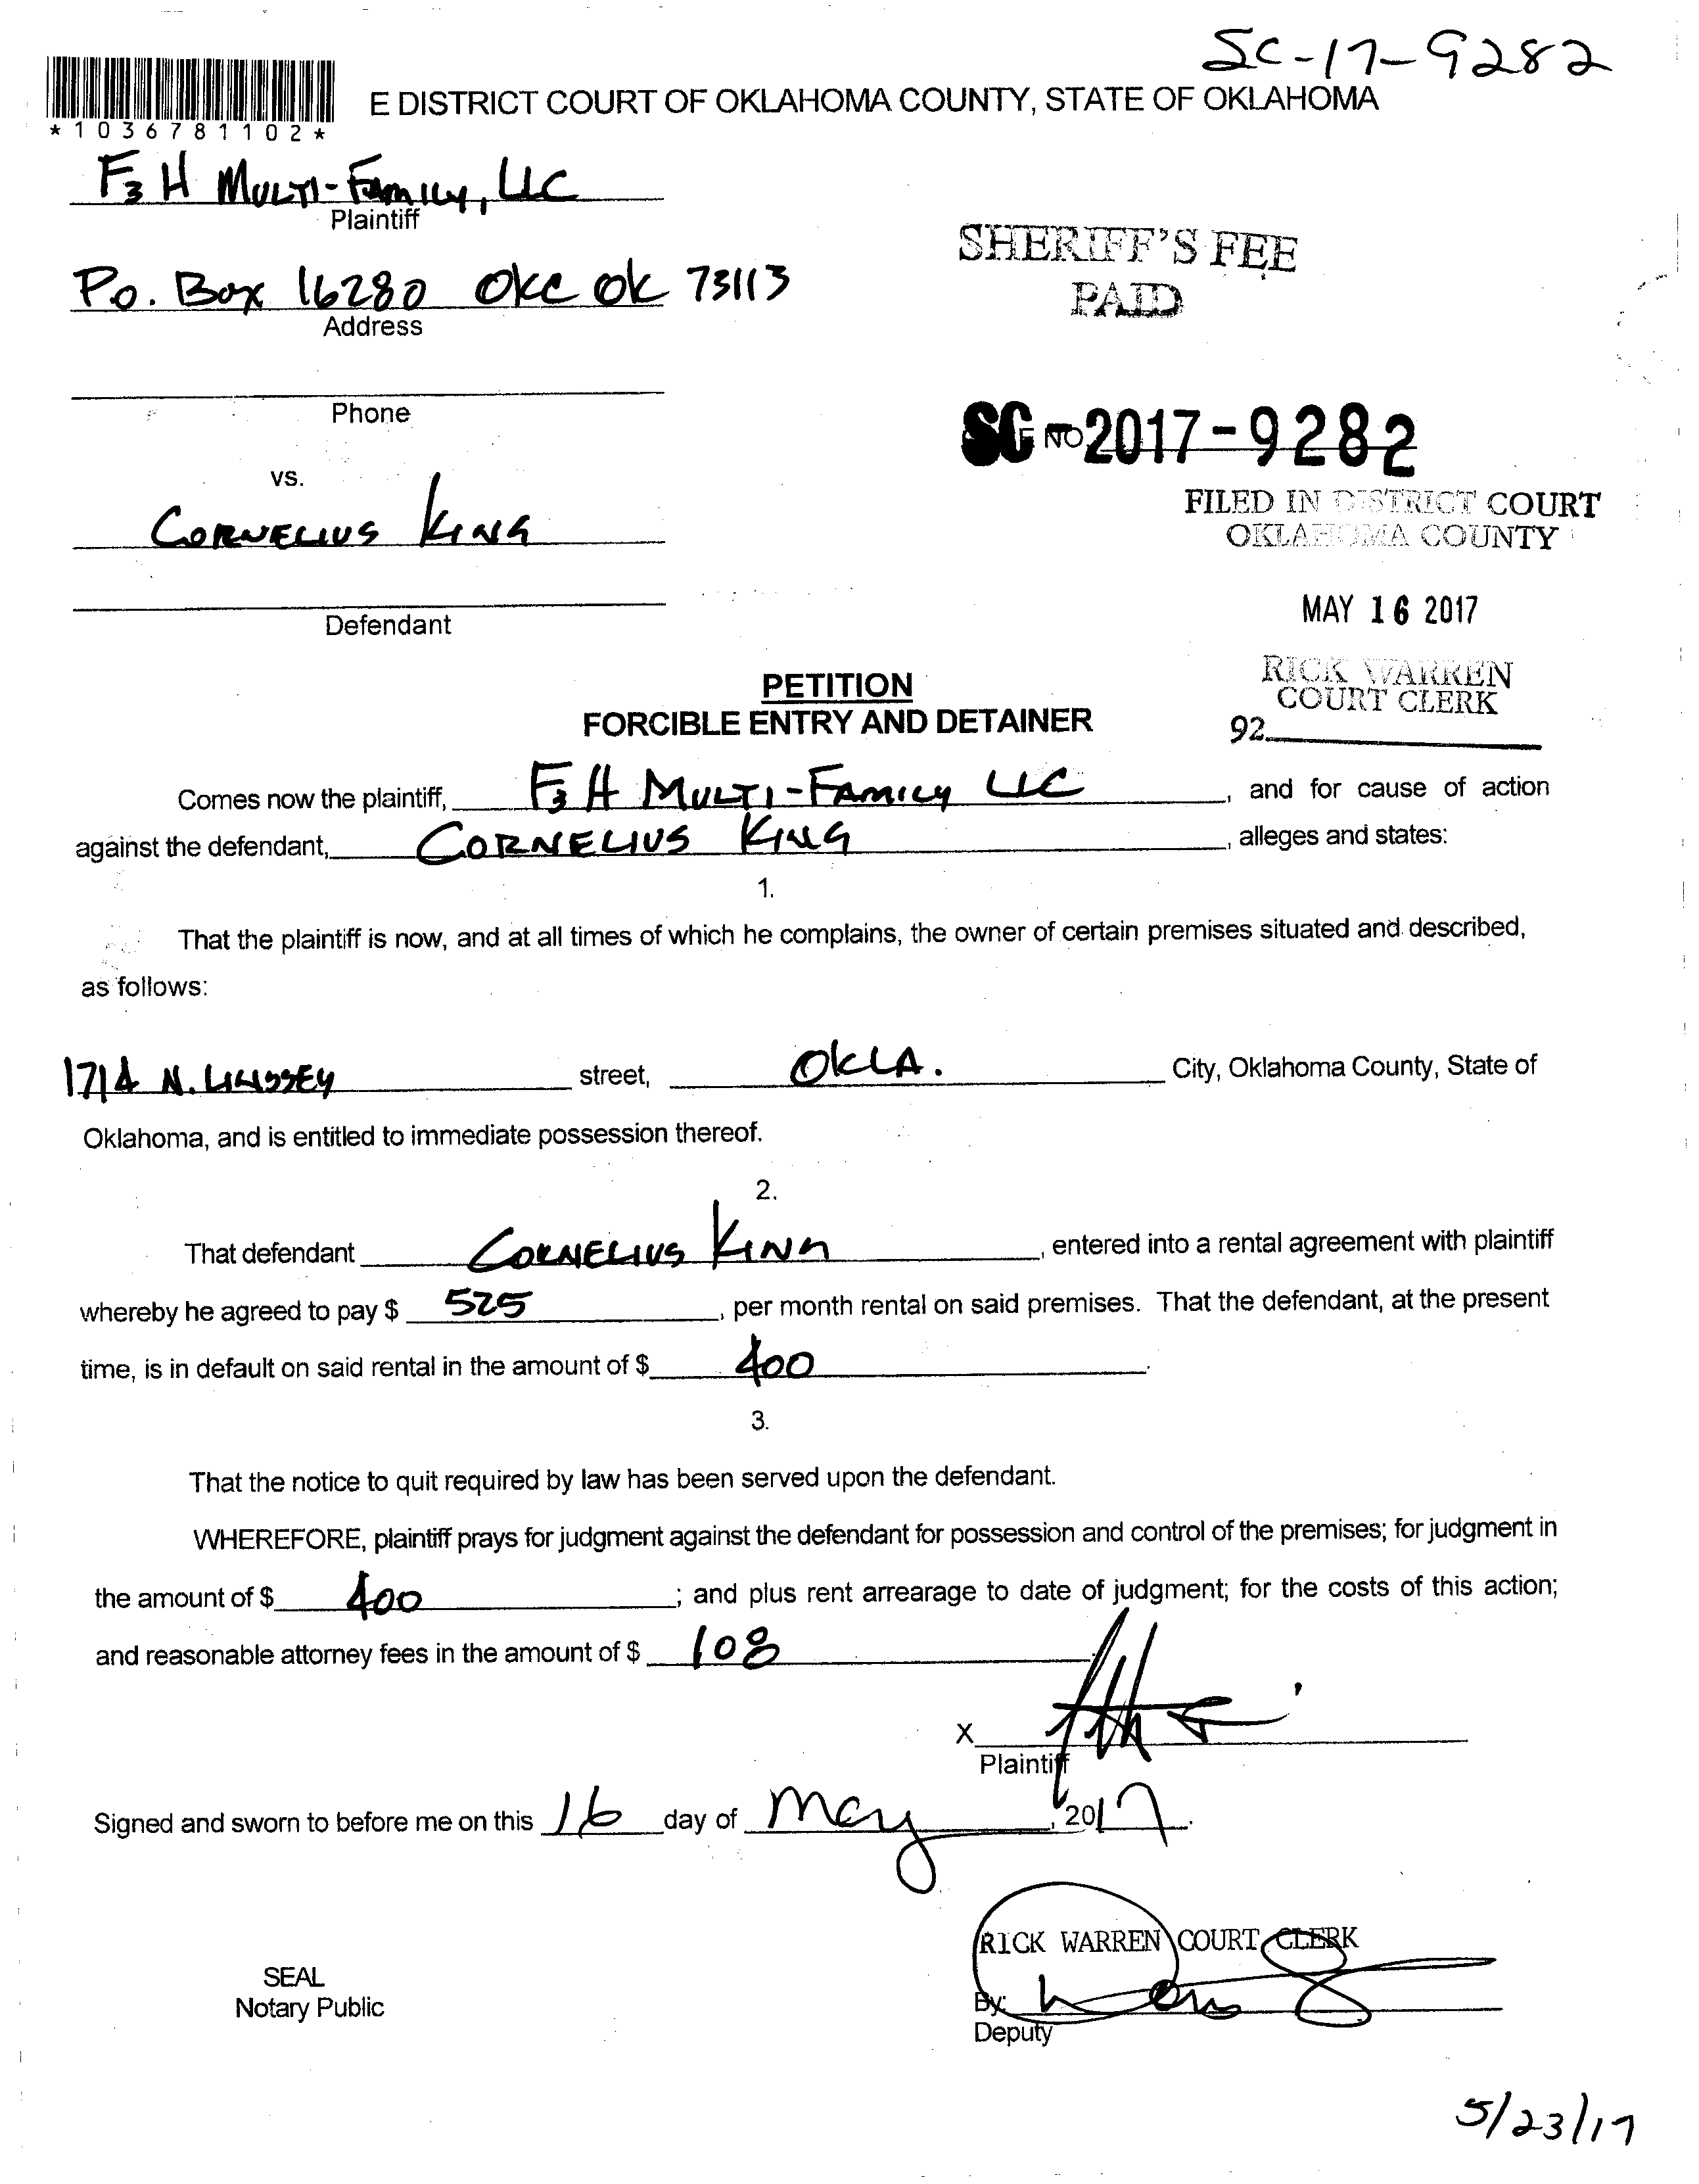 SC-17-9282
E DISTRICT COURT OF OKLAHOMA COUNTY, STATE OF OKLAHOMA
*1036781102*
F3 H MULTI-FAMILY, LLC
Plaintiff
SHERIFF'S FEE
PAID
P.O. Box 16280 OKC OK 73113
Address
Phone
SC-2017-9282
NO
vs.
FILED IN DISTRICT COURT
OKLAHOMA COUNTY
CORNELIUS KING
MAY 16 2017
Defendant
RICK WARREN
COURT CLERK
92
PETITION
FORCIBLE ENTRY AND DETAINER
Comes now the plaintiff, F3 H MULTI-FAMILY LLC, and for cause of action
against the defendant, CORNELIUS KING, alleges and states:
1.
That the plaintiff is now, and at all times of which he complains, the owner of certain premises situated and described,
as follows:
1714 N. street, OKLA. City, Oklahoma County, State of
Oklahoma, and is entitled to immediate possession thereof.
2.
That defendant CORNELIUS KING, entered into a rental agreement with plaintiff
whereby he agreed to pay $ 525, per month rental on said premises. That the defendant, at the present
time, is in default on said rental in the amount of $ 400.
3.
That the notice to quit required by law has been served upon the defendant.
WHEREFORE, plaintiff prays for judgment against the defendant for possession and control of the premises; for judgment in
the amount of $ 400; and plus rent arrearage to date of judgment; for the costs of this action;
and reasonable attorney fees in the amount of $ 108.
X
Plaintiff
Signed and sworn to before me on this 16 day of May, 2017.
RICK WARREN COURT CLERK
SEAL
Notary Public
By:
Deputy
5/23/17